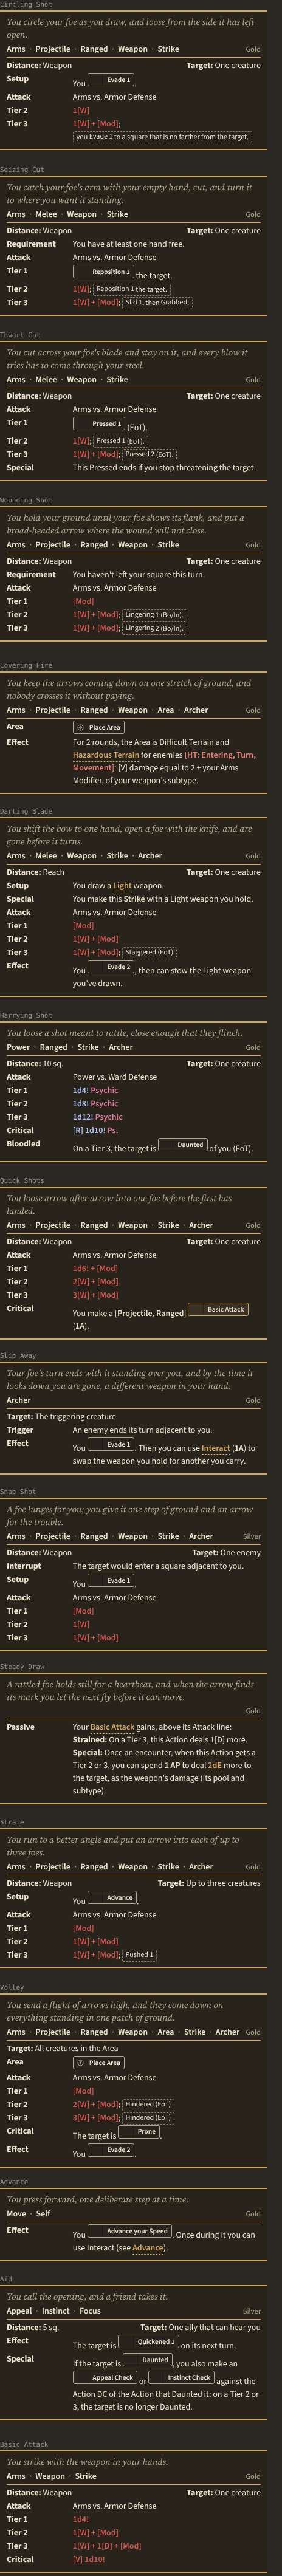 Circling Shot
You circle your foe as you draw, and loose from the side it has left
open.
Arms · Projectile · Ranged · Weapon · Strike Gold
Distance: Weapon Target: One creature
Setup You Evade 1.
Attack Arms vs. Armor Defense
Tier 2 1[W]
Tier 3 1[W] + [Mod];
you Evade 1 to a square that is no farther from the target.
Seizing Cut
You catch your foe's arm with your empty hand, cut, and turn it
to where you want it standing.
Arms · Melee · Weapon · Strike Gold
Distance: Weapon Target: One creature
Requirement You have at least one hand free.
Attack Arms vs. Armor Defense
Tier 1 Reposition 1 the target.
Tier 2 1[W]; Reposition 1 the target.
Tier 3 1[W] + [Mod]; Slid 1, then Grabbed.
Thwart Cut
You cut across your foe's blade and stay on it, and every blow it
tries has to come through your steel.
Arms · Melee · Weapon · Strike Gold
Distance: Weapon Target: One creature
Attack Arms vs. Armor Defense
Tier 1 Pressed 1 (EoT).
Tier 2 1[W]; Pressed 1 (EoT).
Tier 3 1[W] + [Mod]; Pressed 2 (EoT).
Special This Pressed ends if you stop threatening the target.
Wounding Shot
You hold your ground until your foe shows its flank, and put a
broad-headed arrow where the wound will not close.
Arms · Projectile · Ranged · Weapon · Strike Gold
Distance: Weapon Target: One creature
Requirement You haven't left your square this turn.
Attack Arms vs. Armor Defense
Tier 1 [Mod]
Tier 2 1[W] + [Mod]; Lingering 1 (Bo/In).
Tier 3 1[W] + [Mod]; Lingering 2 (Bo/In).
Covering Fire
You keep the arrows coming down on one stretch of ground, and
nobody crosses it without paying.
Arms · Projectile · Ranged · Weapon · Area · Archer Gold
Area Place Area
Effect For 2 rounds, the Area is Difficult Terrain and
Hazardous Terrain for enemies [HT: Entering, Turn,
Movement]: [V] damage equal to 2 + your Arms
Modifier, of your weapon's subtype.
Darting Blade
You shift the bow to one hand, open a foe with the knife, and are
gone before it turns.
Arms · Melee · Weapon · Strike · Archer Gold
Distance: Reach Target: One creature
Setup You draw a Light weapon.
Special You make this Strike with a Light weapon you hold.
Attack Arms vs. Armor Defense
Tier 1 [Mod]
Tier 2 1[W] + [Mod]
Tier 3 1[W] + [Mod]; Staggered (EoT)
Effect You Evade 2, then can stow the Light weapon
you've drawn.
Harrying Shot
You loose a shot meant to rattle, close enough that they flinch.
Power · Ranged · Strike · Archer Gold
Distance: 10 sq. Target: One creature
Attack Power vs. Ward Defense
Tier 1 1d4! Psychic
Tier 2 1d8! Psychic
Tier 3 1d12! Psychic
Critical [R] 1d10! Ps.
Bloodied On a Tier 3, the target is Daunted of you (EoT).
Quick Shots
You loose arrow after arrow into one foe before the first has
landed.
Arms · Projectile · Ranged · Weapon · Strike · Archer Gold
Distance: Weapon Target: One creature
Attack Arms vs. Armor Defense
Tier 1 1d6! + [Mod]
Tier 2 2[W] + [Mod]
Tier 3 3[W] + [Mod]
Critical You make a [Projectile, Ranged] Basic Attack
(1A).
Slip Away
Your foe's turn ends with it standing over you, and by the time it
looks down you are gone, a different weapon in your hand.
Archer Gold
Target: The triggering creature
Trigger An enemy ends its turn adjacent to you.
Effect You Evade 1. Then you can use Interact (1A) to
swap the weapon you hold for another you carry.
Snap Shot
A foe lunges for you; you give it one step of ground and an arrow
for the trouble.
Arms · Projectile · Ranged · Weapon · Strike · Archer Silver
Distance: Weapon Target: One enemy
Interrupt The target would enter a square adjacent to you.
Setup You Evade 1.
Attack Arms vs. Armor Defense
Tier 1 [Mod]
Tier 2 1[W]
Tier 3 1[W] + [Mod]
Steady Draw
A rattled foe holds still for a heartbeat, and when the arrow finds
its mark you let the next fly before it can move.
Gold
Passive Your Basic Attack gains, above its Attack line:
Strained: On a Tier 3, this Action deals 1[D] more.
Special: Once an encounter, when this Action gets a
Tier 2 or 3, you can spend 1 AP to deal 2dE more to
the target, as the weapon's damage (its pool and
subtype).
Strafe
You run to a better angle and put an arrow into each of up to
three foes.
Arms · Projectile · Ranged · Weapon · Strike · Archer Gold
Distance: Weapon Target: Up to three creatures
Setup You Advance.
Attack Arms vs. Armor Defense
Tier 1 [Mod]
Tier 2 1[W] + [Mod]
Tier 3 1[W] + [Mod]; Pushed 1
Volley
You send a flight of arrows high, and they come down on
everything standing in one patch of ground.
Arms · Projectile · Ranged · Weapon · Area · Strike · Archer Gold
Target: All creatures in the Area
Area Place Area
Attack Arms vs. Armor Defense
Tier 1 [Mod]
Tier 2 2[W] + [Mod]; Hindered (EoT)
Tier 3 3[W] + [Mod]; Hindered (EoT)
Critical The target is Prone.
Effect You Evade 2.
Advance
You press forward, one deliberate step at a time.
Move · Self Gold
Effect You Advance your Speed. Once during it you can
use Interact (see Advance).
Aid
You call the opening, and a friend takes it.
Appeal · Instinct · Focus Silver
Distance: 5 sq. Target: One ally that can hear you
Effect The target is Quickened 1 on its next turn.
Special If the target is Daunted, you also make an
Appeal Check or Instinct Check against the
Action DC of the Action that Daunted it: on a Tier 2 or
3, the target is no longer Daunted.
Basic Attack
You strike with the weapon in your hands.
Arms · Weapon · Strike Gold
Distance: Weapon Target: One creature
Attack Arms vs. Armor Defense
Tier 1 1d4!
Tier 2 1[W] + [Mod]
Tier 3 1[W] + 1[D] + [Mod]
Critical [V] 1d10!